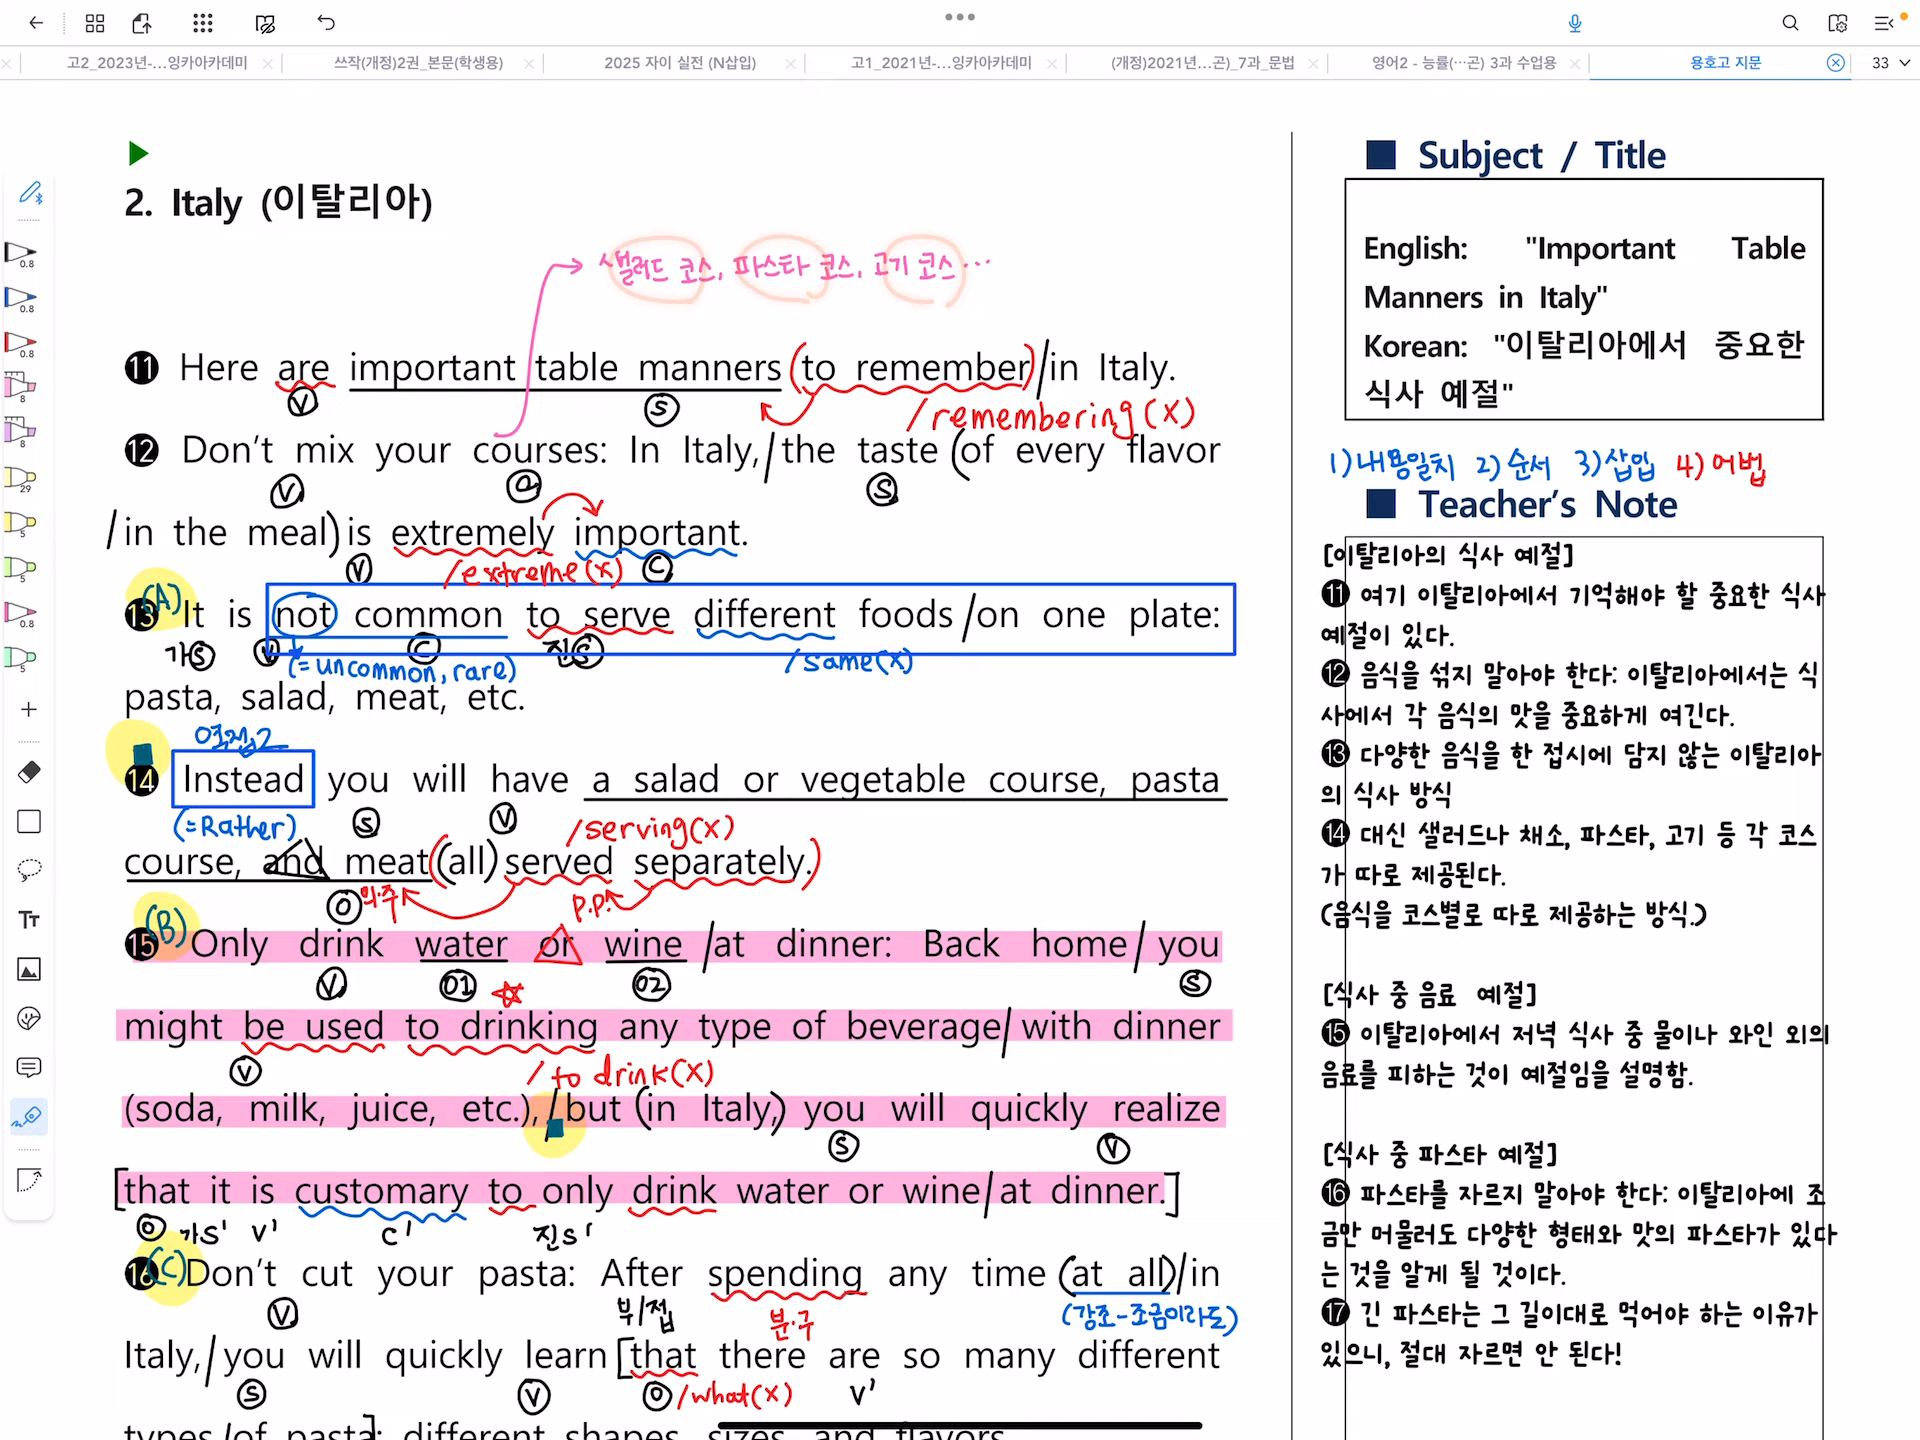 고2_2023년-...잉카아카데미
쓰작(개정)2권_본문(학생용)
2025 자이 실전 (N삽입)
고1_2021년-...잉카아카데미
(개정)2021년...곤)_7과_문법
영어2 - 능률(···곤) 3과 수업용
용호고 지문
33
0.8
0.8
0.8
8
8
29
5
5
0.8
5
2. Italy (이탈리아)
샐러드 코스, 파스타 코스, 고기 코스 ...
⓫ Here are important table manners (to remember)/in Italy.
Ⓥ Ⓢ /remembering(X)
⓬ Don't mix your courses: In Italy,/the taste (of every flavor
Ⓥ Ⓢ
/in the meal) is extremely important.
Ⓥ /extreme(x) Ⓒ
(A)
⓭ It is not common to serve different foods/on one plate:
가Ⓢ Ⓥ (=uncommon, rare) Ⓒ 진Ⓢ /same(x)
pasta, salad, meat, etc.
⓮ Instead you will have a salad or vegetable course, pasta
(=Rather) Ⓢ Ⓥ /serving(x)
course, and meat (all) served separately.)
Ⓞ 의·주 P.P.
(B)
⓯ Only drink water or wine /at dinner: Back home/you
Ⓥ O1 ☆ O2 Ⓢ
might be used to drinking any type of beverage/with dinner
Ⓥ /to drink(X)
(soda, milk, juice, etc.),/but (in Italy,) you will quickly realize
Ⓢ Ⓥ
[that it is customary to only drink water or wine/at dinner.]
Ⓞ 가S' V' C' 진S'
(C)
⓰ Don't cut your pasta: After spending any time (at all)/in
Ⓥ 부/접 분·구 (강조-조금이라도)
Italy,/you will quickly learn [that there are so many different
Ⓢ Ⓥ Ⓞ /what(x) V'
types/of pasta]: different shapes, sizes, and flavors.
■ Subject / Title
English: "Important Table
Manners in Italy"
Korean: "이탈리아에서 중요한
식사 예절"
1)내용일치 2)순서 3)삽입 4)어법
■ Teacher's Note
[이탈리아의 식사 예절]
⓫ 여기 이탈리아에서 기억해야 할 중요한 식사
예절이 있다.
⓬ 음식을 섞지 말아야 한다: 이탈리아에서는 식
사에서 각 음식의 맛을 중요하게 여긴다.
⓭ 다양한 음식을 한 접시에 담지 않는 이탈리아
의 식사 방식
⓮ 대신 샐러드나 채소, 파스타, 고기 등 각 코스
가 따로 제공된다.
(음식을 코스별로 따로 제공하는 방식.)
[식사 중 음료 예절]
⓯ 이탈리아에서 저녁 식사 중 물이나 와인 외의
음료를 피하는 것이 예절임을 설명함.
[식사 중 파스타 예절]
⓰ 파스타를 자르지 말아야 한다: 이탈리아에 조
금만 머물러도 다양한 형태와 맛의 파스타가 있다
는 것을 알게 될 것이다.
⓱ 긴 파스타는 그 길이대로 먹어야 하는 이유가
있으니, 절대 자르면 안 된다!